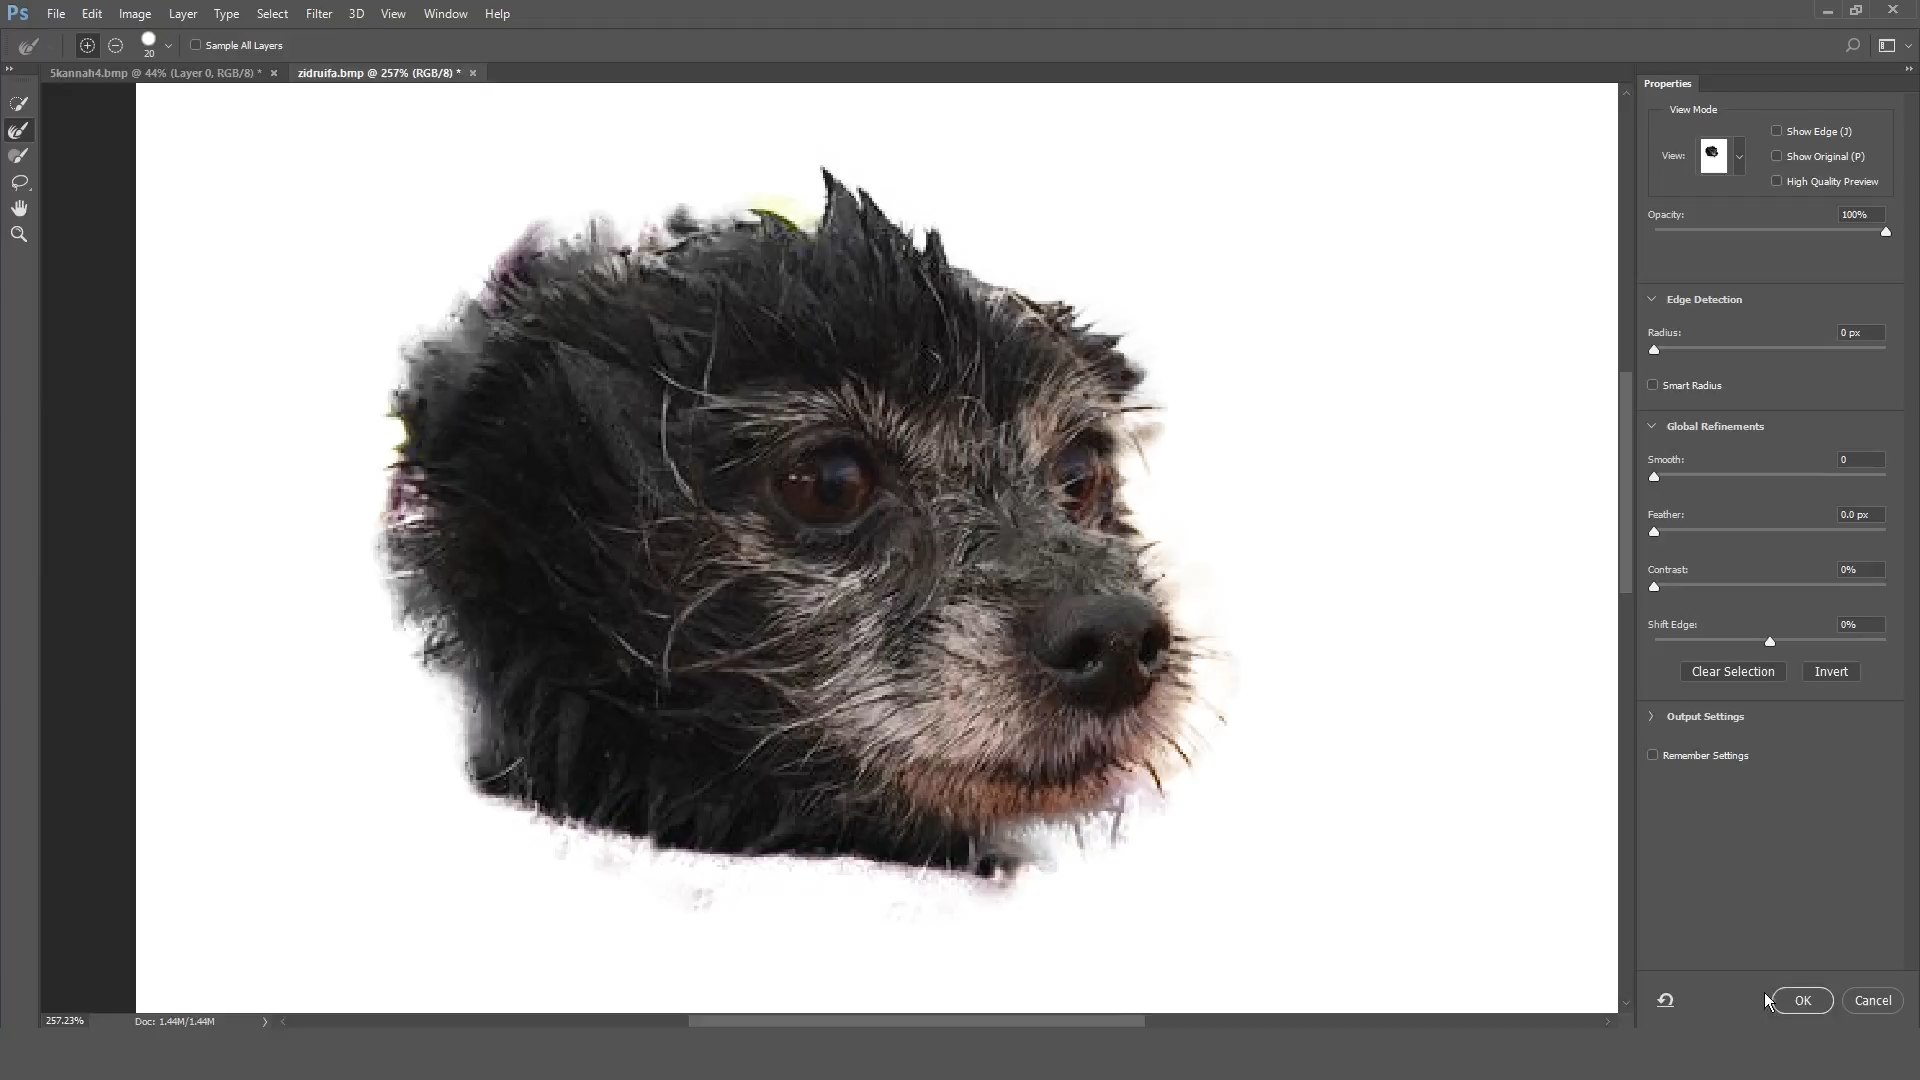 Ps File Edit Image Layer Type Select Filter 3D View Window Help
20 Sample All Layers
5kannah4.bmp @ 44% (Layer 0, RGB/8) * zidruifa.bmp @ 257% (RGB/8) *
Properties
View Mode
Show Edge (J)
View: Show Original (P)
High Quality Preview
Opacity: 100%
Edge Detection
Radius: 0 px
Smart Radius
Global Refinements
Smooth: 0
Feather: 0.0 px
Contrast: 0%
Shift Edge: 0%
Clear Selection Invert
Output Settings
Remember Settings
OK Cancel
257.23% Doc: 1.44M/1.44M